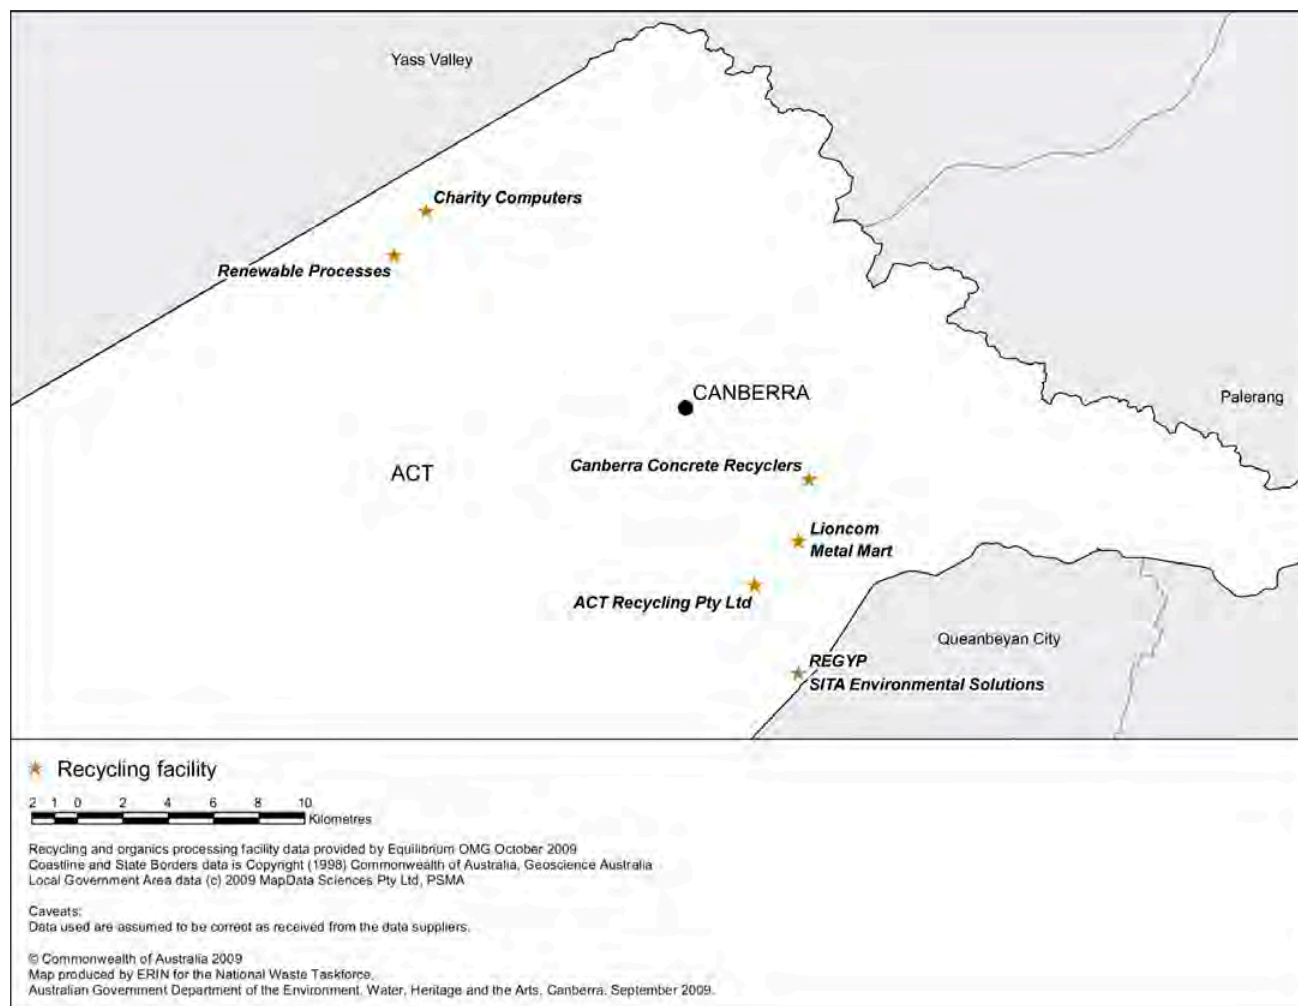 Yass Valley
Charity Computers
Renewable Processes
CANBERRA
Palerang
Canberra Concrete Recyclers
ACT
Lioncom
Metal Mart
ACT Recycling Pty Ltd
Queanbeyan City
REGYP
SITA Environmental Solutions
Recycling facility
2 1 0 2 4 6 8 10
Kilometres
Recycling and organics processing facility data provided by Equilibrium OMG October 2009
Coastline and State Borders data is Copyright (1998) Commonwealth of Australia, Geoscience Australia
Local Government Area data (c) 2009 MapData Sciences Pty Ltd, PSMA
Caveats:
Data used are assumed to be correct as received from the data suppliers.
© Commonwealth of Australia 2009
Map produced by ERIN for the National Waste Taskforce,
Australian Government Department of the Environment, Water, Heritage and the Arts, Canberra, September 2009.